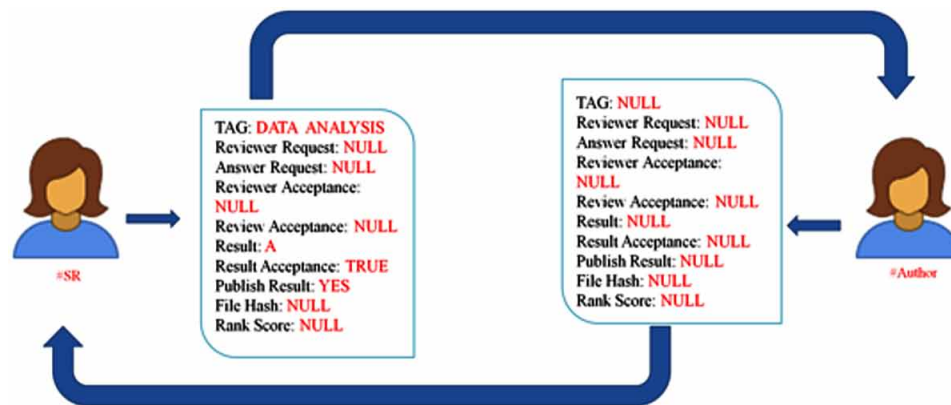 TAG: DATA ANALYSIS
Reviewer Request: NULL
Answer Request: NULL
Reviewer Acceptance:
NULL
Review Acceptance: NULL
Result: A
Result Acceptance: TRUE
Publish Result: YES
File Hash: NULL
Rank Score: NULL
#SR
TAG: NULL
Reviewer Request: NULL
Answer Request: NULL
Reviewer Acceptance:
NULL
Review Acceptance: NULL
Result: NULL
Result Acceptance: NULL
Publish Result: NULL
File Hash: NULL
Rank Score: NULL
#Author